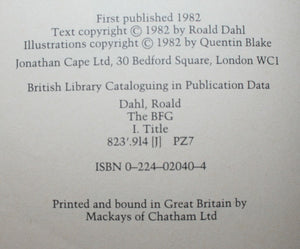 First published 1982
Text copyright © 1982 by Roald Dahl
Illustrations copyright © 1982 by Quentin Blake
Jonathan Cape Ltd, 30 Bedford Square, London WC1
British Library Cataloguing in Publication Data
Dahl, Roald
The BFG
I. Title
823'.914 [J] PZ7
ISBN 0–224–02040–4
Printed and bound in Great Britain by
Mackays of Chatham Ltd